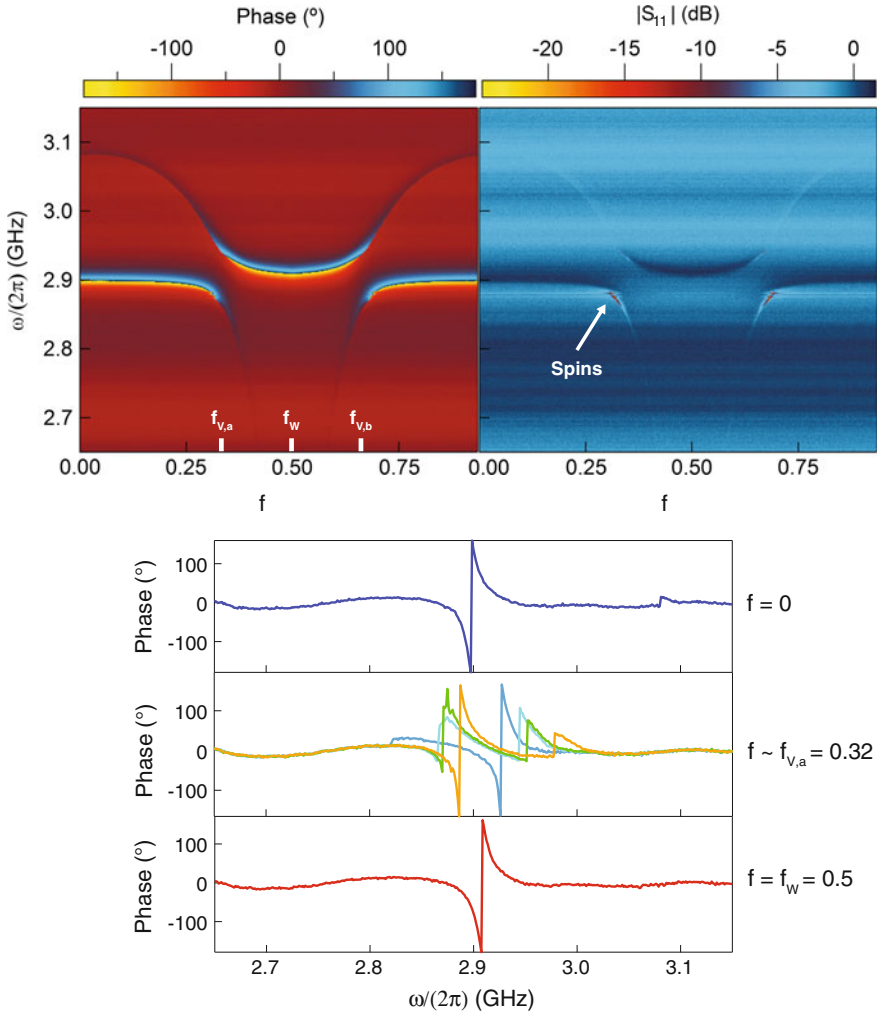 Phase (º)
-100 0 100
|S11| (dB)
-20 -15 -10 -5 0
ω/(2π) (GHz)
3.1
3.0
2.9
2.8
2.7
fV,a
fW
fV,b
Spins
0.00 0.25 0.50 0.75
0.00 0.25 0.50 0.75
f
f
Phase (°)
100
0
-100
f = 0
Phase (°)
100
0
-100
f ~ fV,a = 0.32
Phase (°)
100
0
-100
f = fW = 0.5
2.7 2.8 2.9 3.0 3.1
ω/(2π) (GHz)